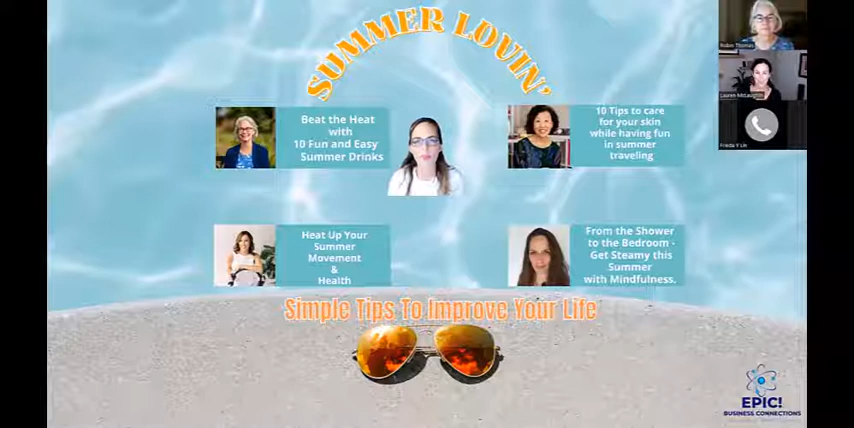 SUMMER LOVIN'
Beat the Heat
with
10 Fun and Easy
Summer Drinks
10 Tips to care
for your skin
while having fun
in summer
traveling
Heat Up Your
Summer
Movement
&
Health
From the Shower
to the Bedroom -
Get Steamy this
Summer
with Mindfulness.
Simple Tips To Improve Your Life
Robin Thomas
Lauren McLaughlin
Frieda Y Lin
EPIC!
BUSINESS CONNECTIONS